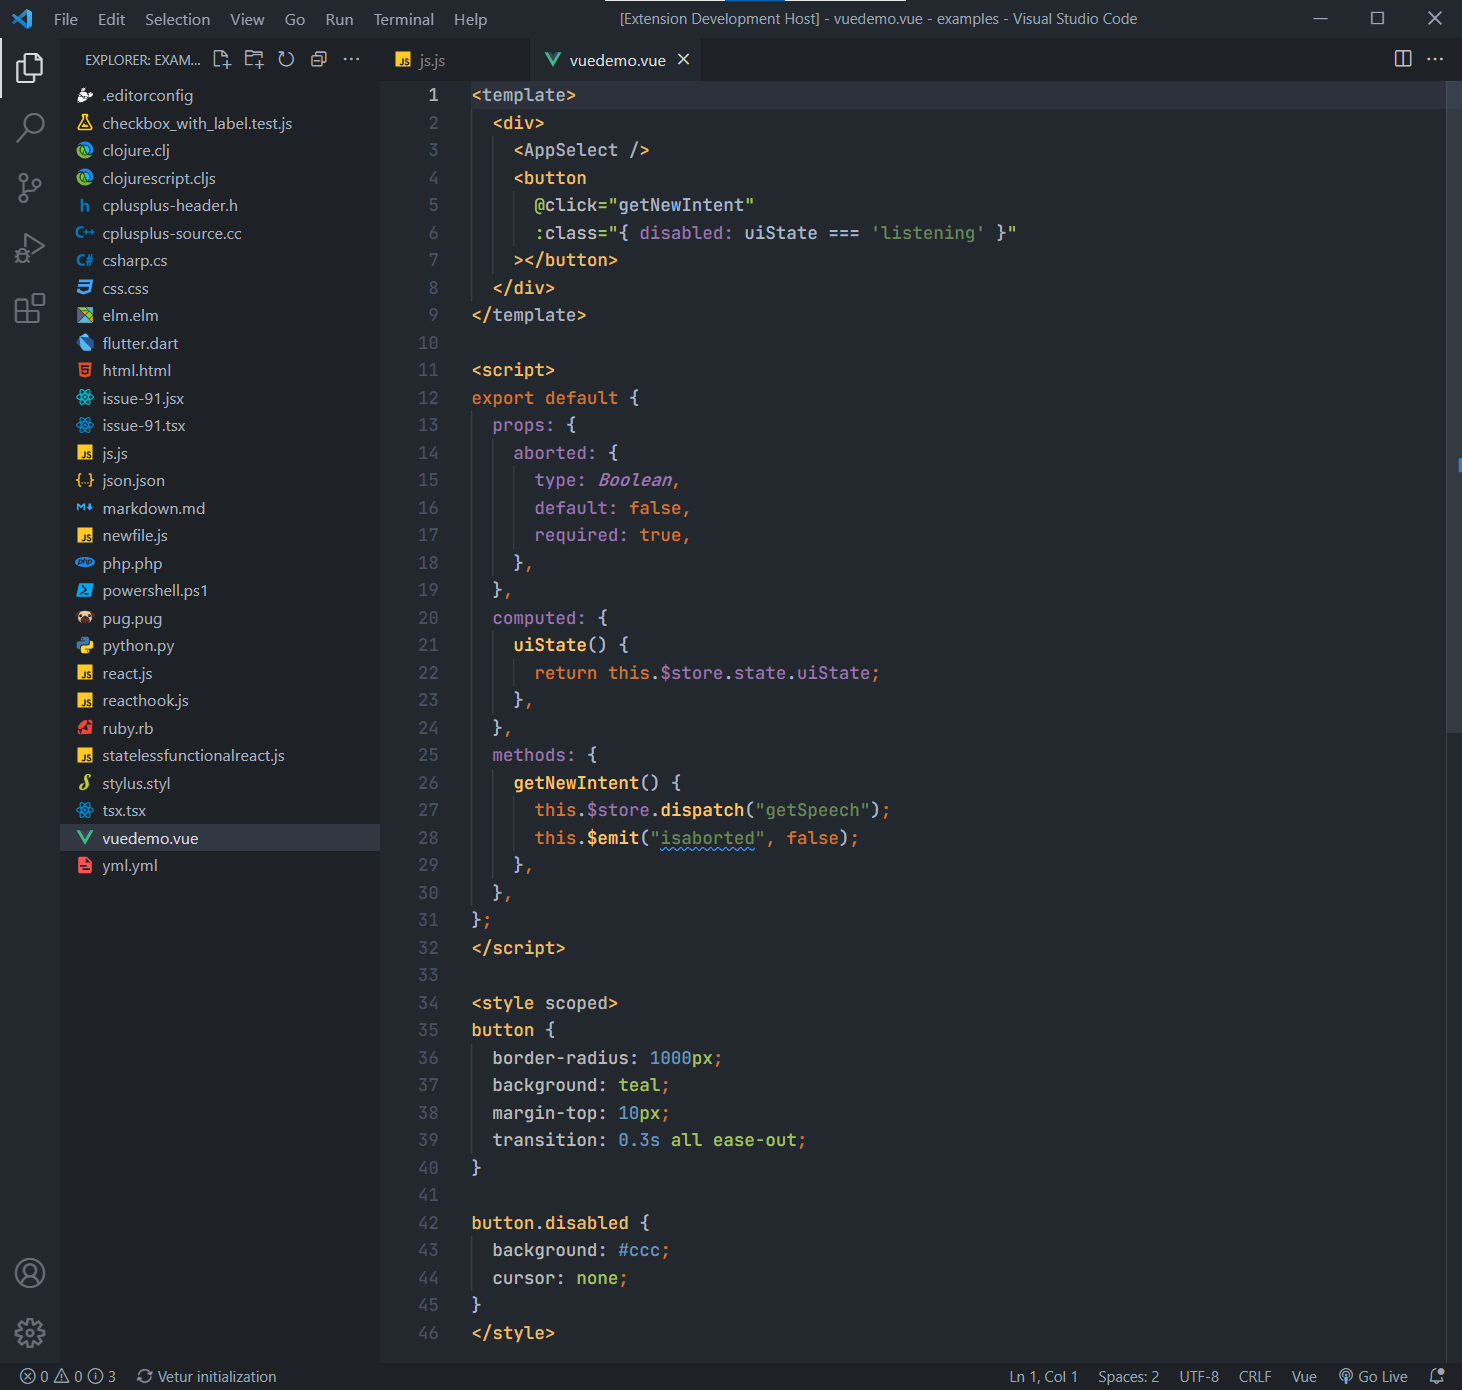 File Edit Selection View Go Run Terminal Help [Extension Development Host] - vuedemo.vue - examples - Visual Studio Code
EXPLORER: EXAM...
.editorconfig
checkbox_with_label.test.js
clojure.clj
clojurescript.cljs
cplusplus-header.h
cplusplus-source.cc
csharp.cs
css.css
elm.elm
flutter.dart
html.html
issue-91.jsx
issue-91.tsx
js.js
json.json
markdown.md
newfile.js
php.php
powershell.ps1
pug.pug
python.py
react.js
reacthook.js
ruby.rb
statelessfunctionalreact.js
stylus.styl
tsx.tsx
vuedemo.vue
yml.yml
js.js vuedemo.vue
1 <template>
2   <div>
3     <AppSelect />
4     <button
5       @click="getNewIntent"
6       :class="{ disabled: uiState === 'listening' }"
7     ></button>
8   </div>
9 </template>
10
11 <script>
12 export default {
13   props: {
14     aborted: {
15       type: Boolean,
16       default: false,
17       required: true,
18     },
19   },
20   computed: {
21     uiState() {
22       return this.$store.state.uiState;
23     },
24   },
25   methods: {
26     getNewIntent() {
27       this.$store.dispatch("getSpeech");
28       this.$emit("isaborted", false);
29     },
30   },
31 };
32 </script>
33
34 <style scoped>
35 button {
36   border-radius: 1000px;
37   background: teal;
38   margin-top: 10px;
39   transition: 0.3s all ease-out;
40 }
41
42 button.disabled {
43   background: #ccc;
44   cursor: none;
45 }
46 </style>
0 0 3 Vetur initialization Ln 1, Col 1 Spaces: 2 UTF-8 CRLF Vue Go Live